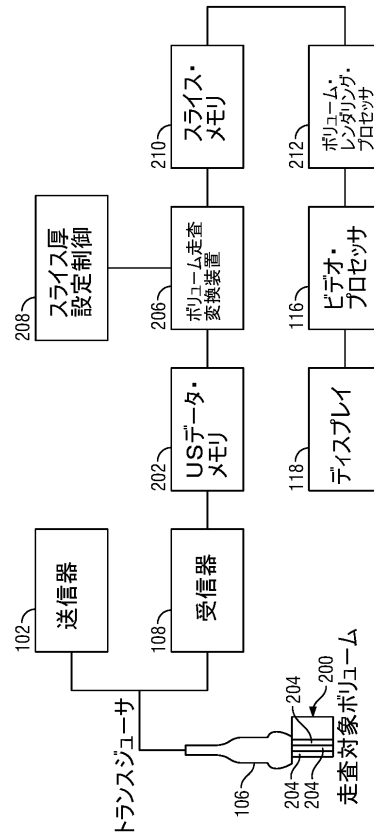 102
送信器
108
受信器
トランスジューサ
106
204
204
204
200
走査対象ボリューム
202
USデータ・
メモリ
208
スライス厚
設定制御
206
ボリューム走査
変換装置
210
スライス・
メモリ
118
ディスプレイ
116
ビデオ・
プロセッサ
212
ボリューム・
レンダリング・
プロセッサ